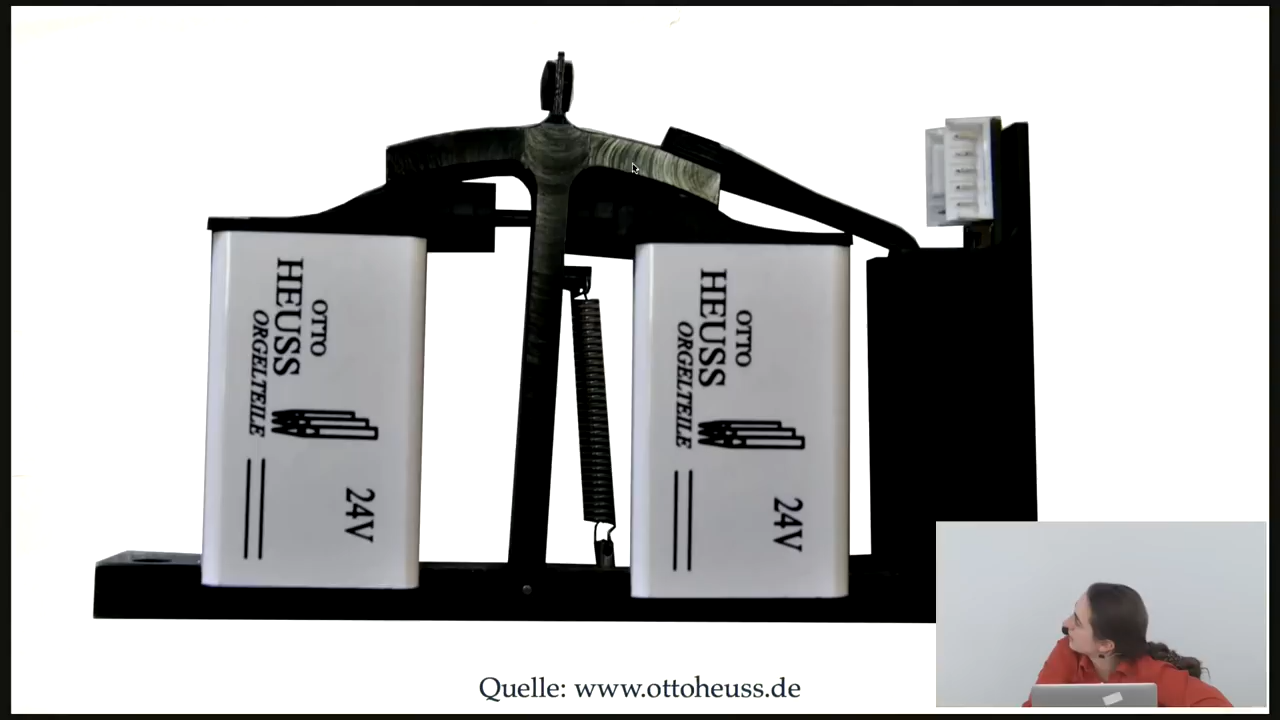 OTTO
HEUSS
ORGELTEILE
24V
OTTO
HEUSS
ORGELTEILE
24V
Quelle: www.ottoheuss.de